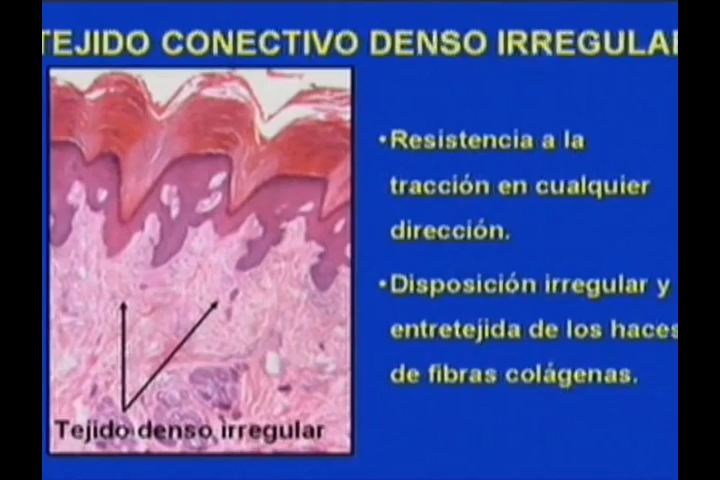 TEJIDO CONECTIVO DENSO IRREGULAR
•Resistencia a la
tracción en cualquier
dirección.
•Disposición irregular y
entretejida de los haces
de fibras colágenas.
Tejido denso irregular